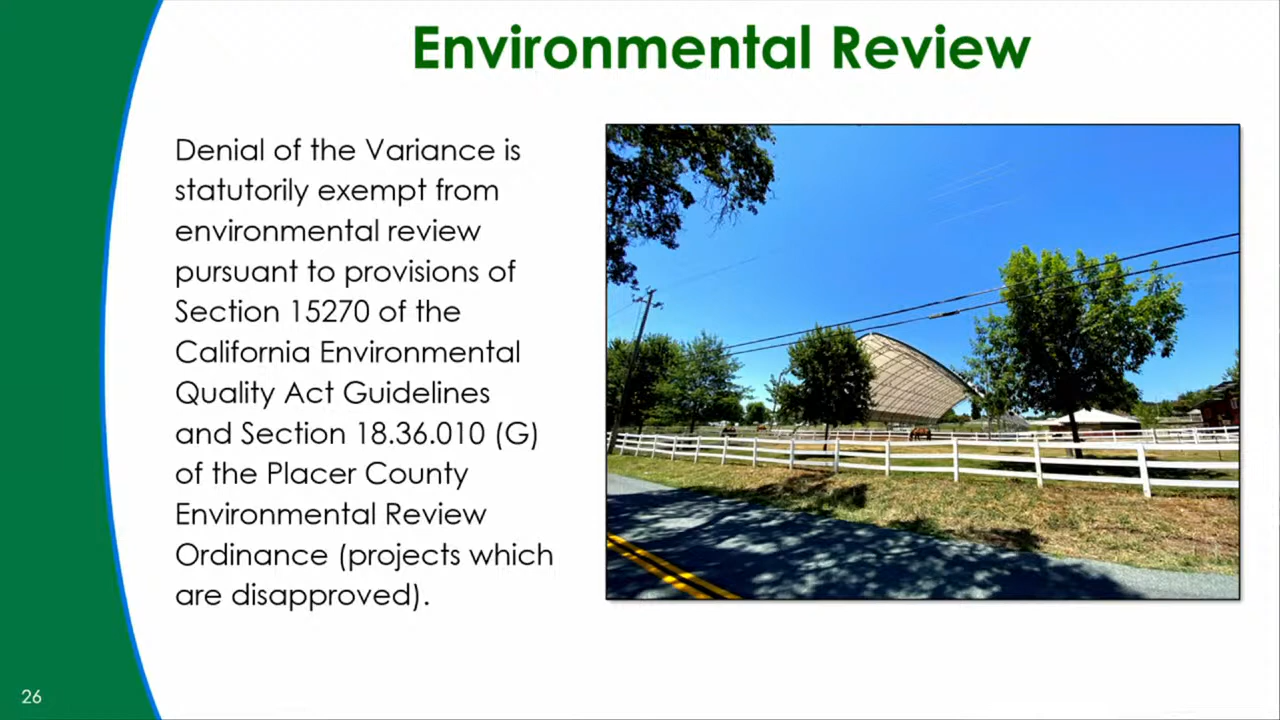 Environmental Review
Denial of the Variance is
statutorily exempt from
environmental review
pursuant to provisions of
Section 15270 of the
California Environmental
Quality Act Guidelines
and Section 18.36.010 (G)
of the Placer County
Environmental Review
Ordinance (projects which
are disapproved).
26